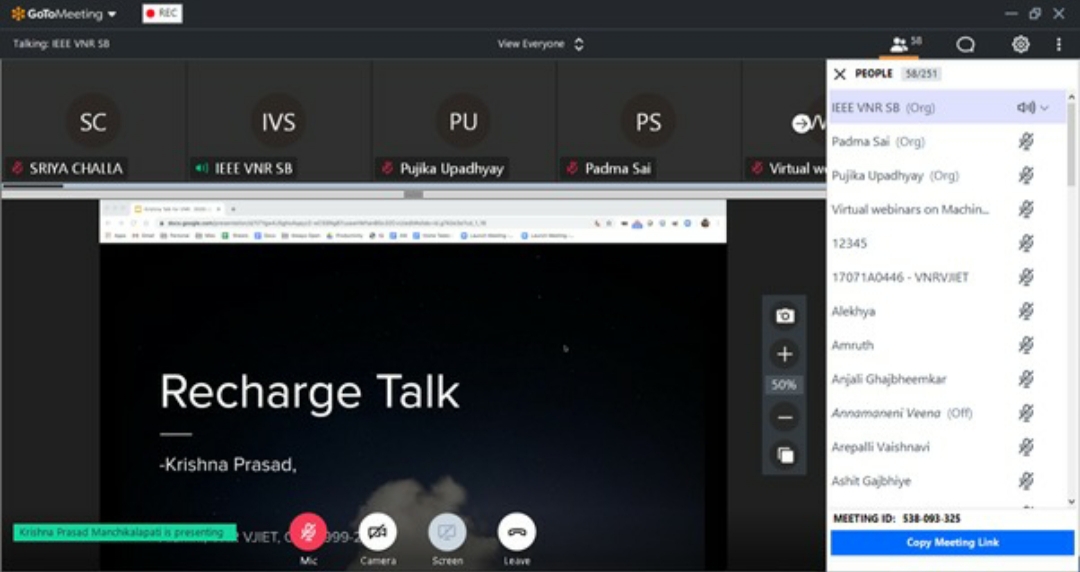 GoToMeeting
REC
Talking: IEEE VNR SB
View Everyone
58
SC
IVS
PU
PS
SRIYA CHALLA
IEEE VNR SB
Pujika Upadhyay
Padma Sai
Virtual w
PEOPLE 58/251
IEEE VNR SB (Org)
Padma Sai (Org)
Pujika Upadhyay (Org)
Virtual webinars on Machin...
12345
17071A0446 - VNRVJIET
Alekhya
Amruth
Anjali Ghajbheemkar
Annamaneni Veena (Off)
Arepalli Vaishnavi
Ashit Gajbhiye
MEETING ID: 538-093-325
Copy Meeting Link
50%
Recharge Talk
-Krishna Prasad,
Krishna Prasad Manchikalapati is presenting
VJIET, C 999-2
Mic
Camera
Screen
Leave